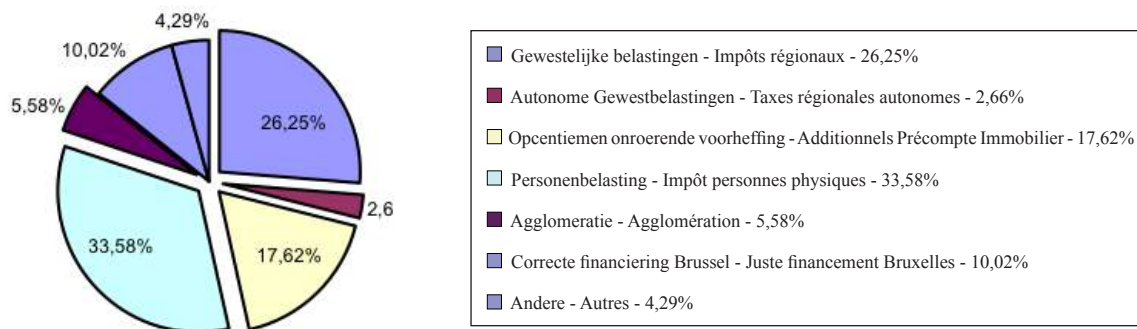 4,29%
10,02%
5,58%
26,25%
2,6
17,62%
33,58%
Gewestelijke belastingen - Impôts régionaux - 26,25%
Autonome Gewestbelastingen - Taxes régionales autonomes - 2,66%
Opcentiemen onroerende voorheffing - Additionnels Précompte Immobilier - 17,62%
Personenbelasting - Impôt personnes physiques - 33,58%
Agglomeratie - Agglomération - 5,58%
Correcte financiering Brussel - Juste financement Bruxelles - 10,02%
Andere - Autres - 4,29%